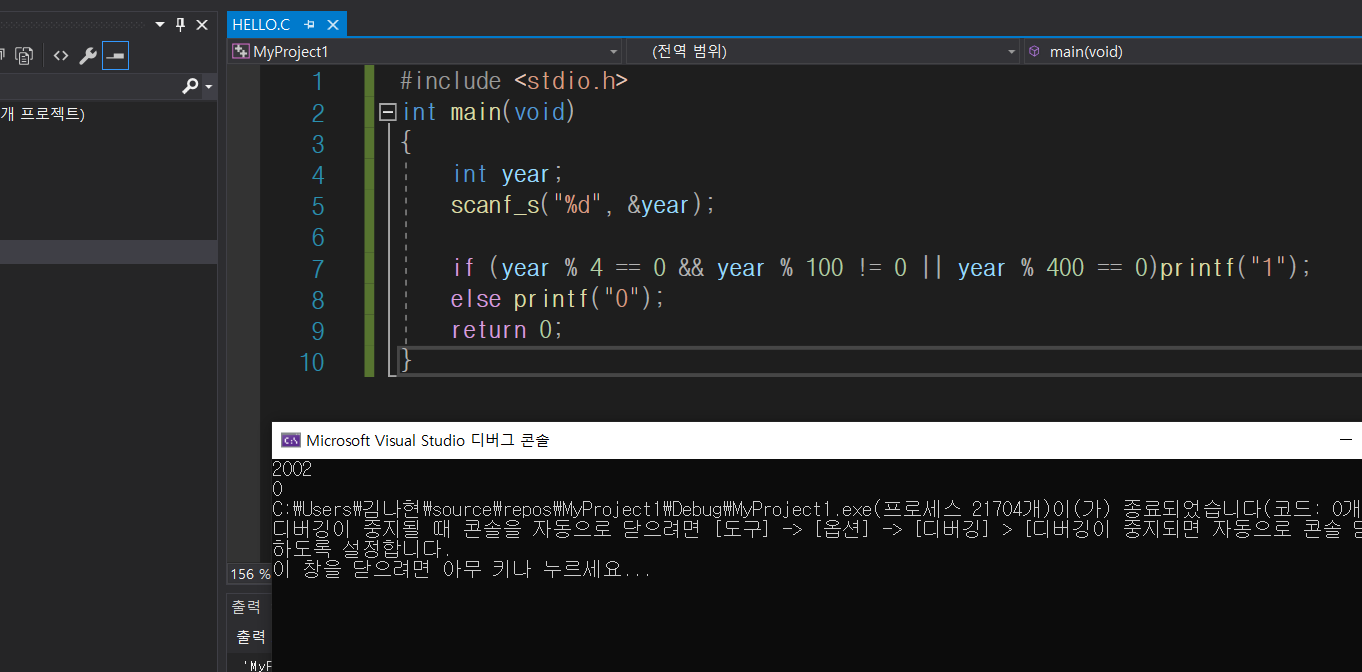 HELLO.C
MyProject1
(전역 범위)
main(void)
개 프로젝트)
1 #include <stdio.h>
2 int main(void)
3 {
4 int year;
5 scanf_s("%d", &year);
6
7 if (year % 4 == 0 && year % 100 != 0 || year % 400 == 0)printf("1");
8 else printf("0");
9 return 0;
10 }
Microsoft Visual Studio 디버그 콘솔
2002
0
C:₩Users₩김나현₩source₩repos₩MyProject1₩Debug₩MyProject1.exe(프로세스 21704개)이(가) 종료되었습니다(코드: 0개
디버깅이 중지될 때 콘솔을 자동으로 닫으려면 [도구] -> [옵션] -> [디버깅] > [디버깅이 중지되면 자동으로 콘솔
하도록 설정합니다.
이 창을 닫으려면 아무 키나 누르세요...
156 %
출력
출력
'MyP